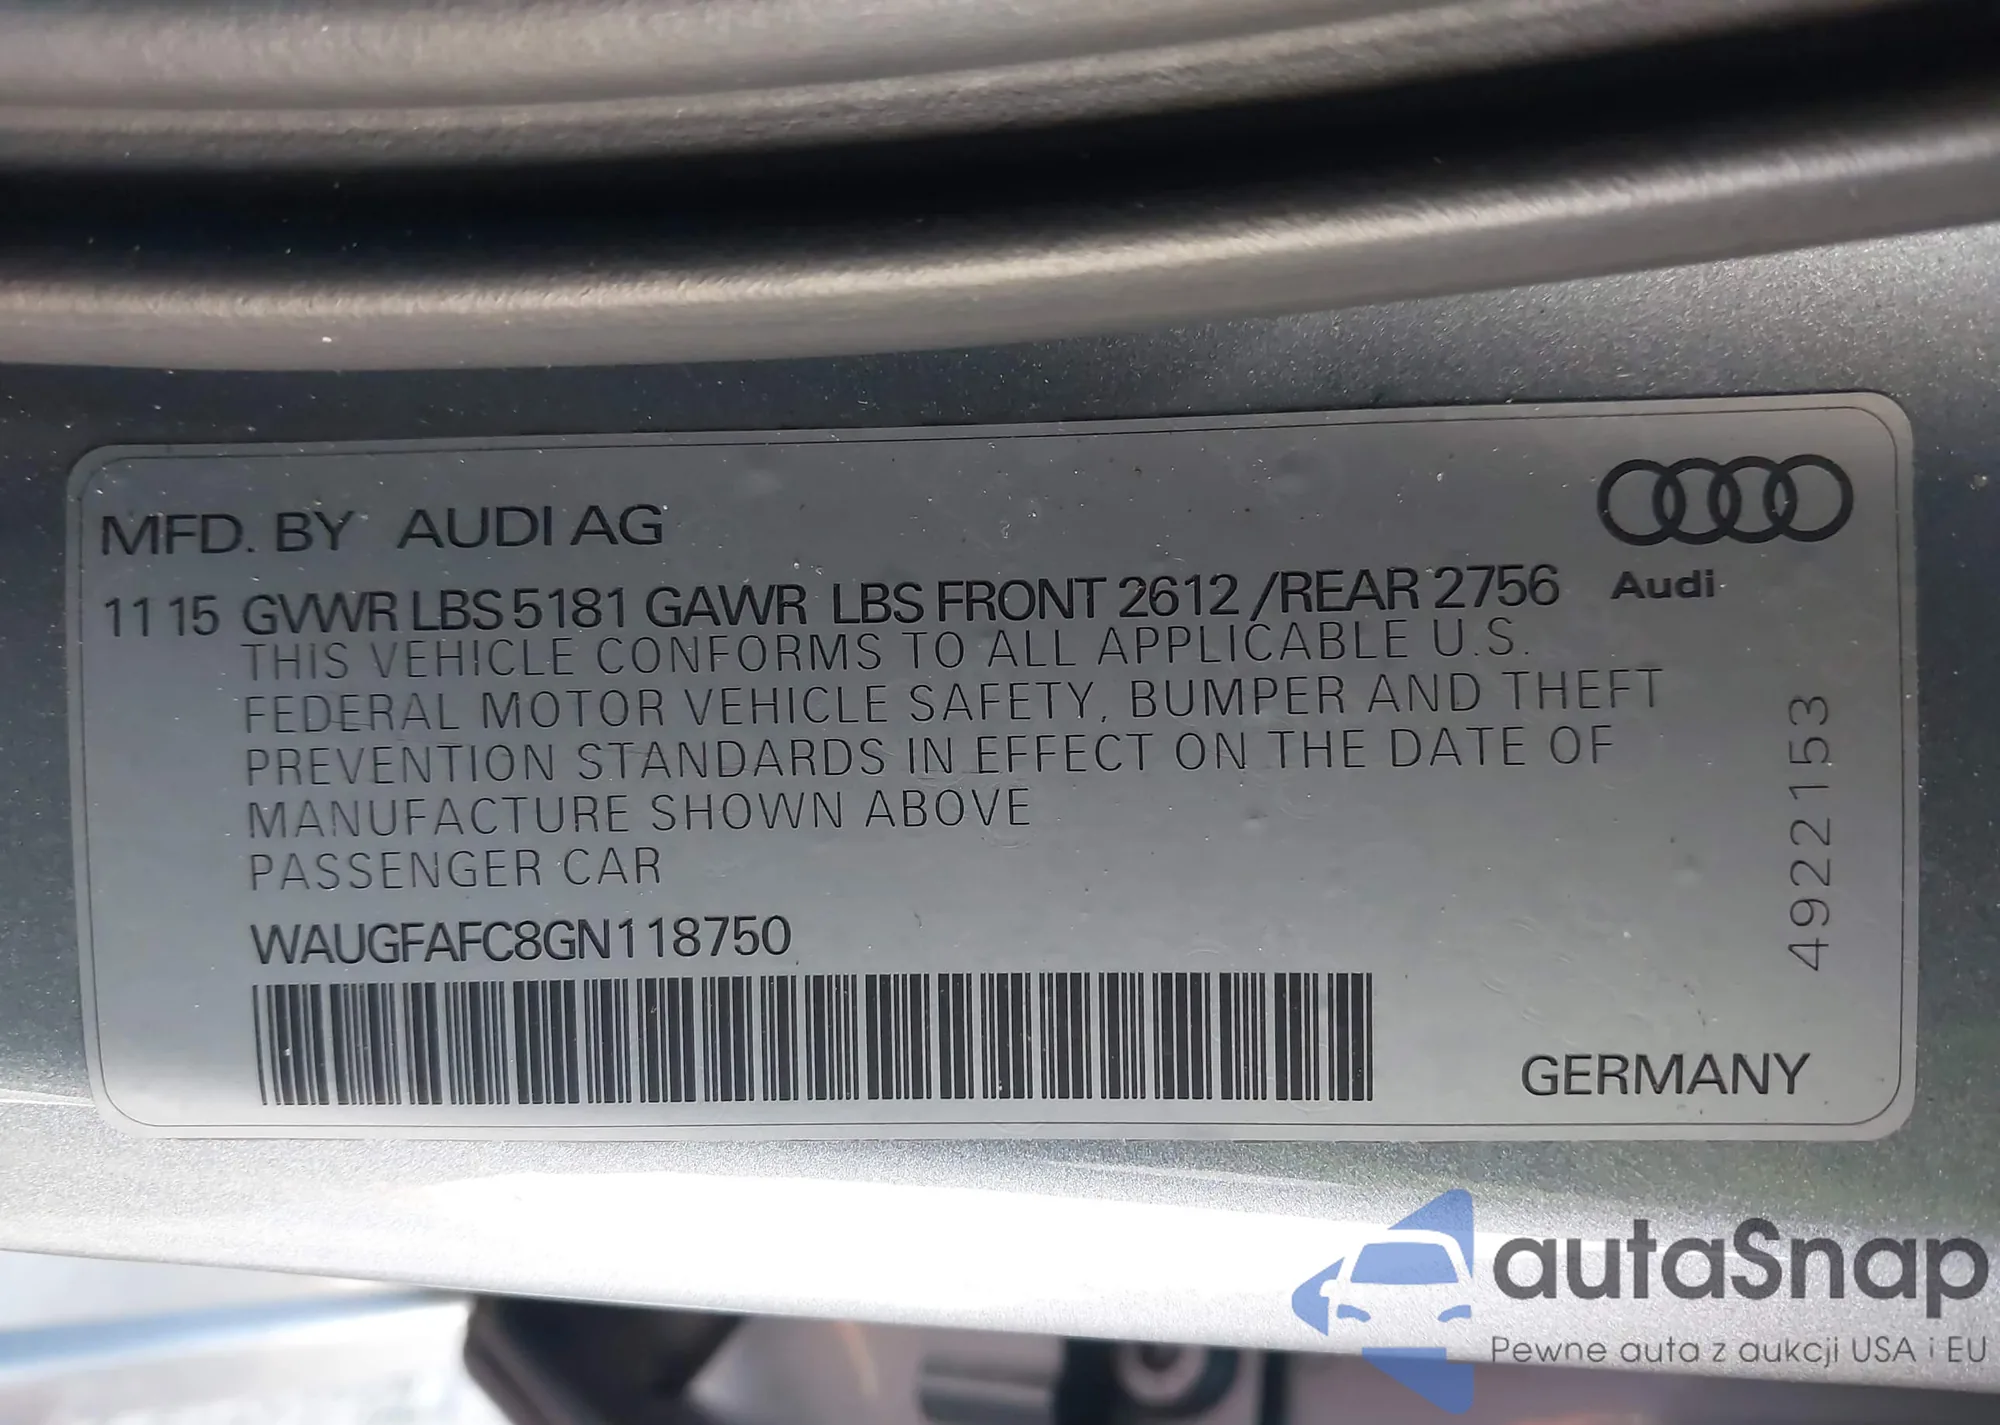 MFD. BY AUDI AG
Audi
11 15 GVWR LBS 5181 GAWR LBS FRONT 2612 /REAR 2756
THIS VEHICLE CONFORMS TO ALL APPLICABLE U.S.
FEDERAL MOTOR VEHICLE SAFETY, BUMPER AND THEFT
PREVENTION STANDARDS IN EFFECT ON THE DATE OF
MANUFACTURE SHOWN ABOVE
PASSENGER CAR
WAUGFAFC8GN118750
4922153
GERMANY
autaSnap
Pewne auta z aukcji USA i EU